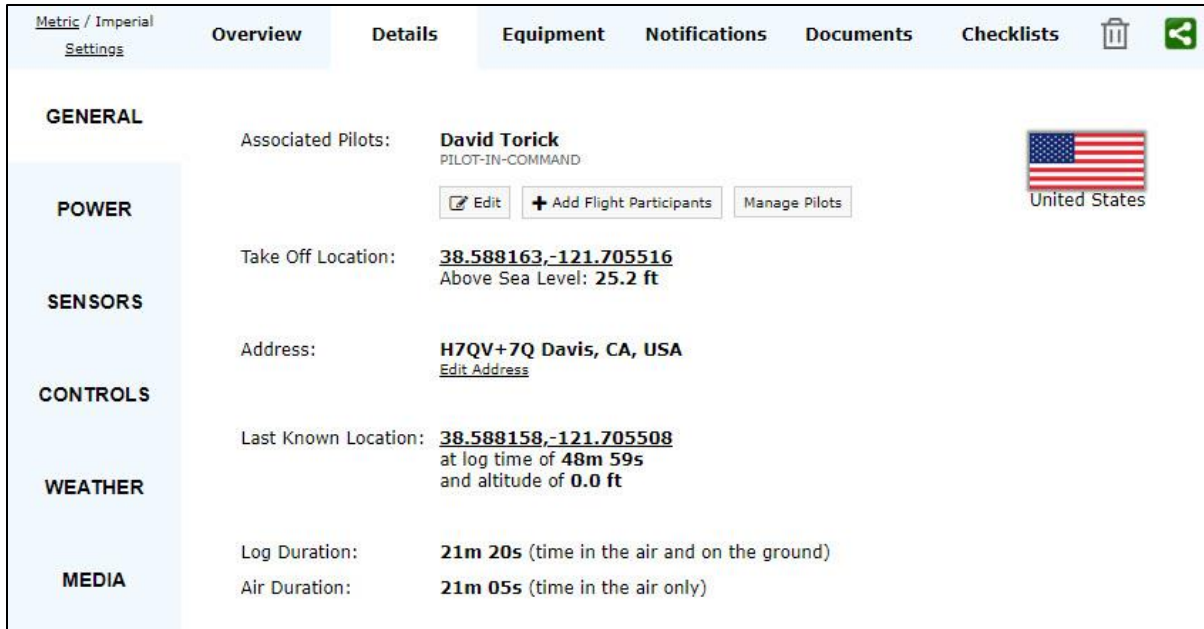 Metric / Imperial
Settings
Overview
Details
Equipment
Notifications
Documents
Checklists
GENERAL
POWER
SENSORS
CONTROLS
WEATHER
MEDIA
Associated Pilots:
David Torick
PILOT-IN-COMMAND
Edit
Add Flight Participants
Manage Pilots
United States
Take Off Location:
38.588163,-121.705516
Above Sea Level: 25.2 ft
Address:
H7QV+7Q Davis, CA, USA
Edit Address
Last Known Location:
38.588158,-121.705508
at log time of 48m 59s
and altitude of 0.0 ft
Log Duration:
21m 20s (time in the air and on the ground)
Air Duration:
21m 05s (time in the air only)